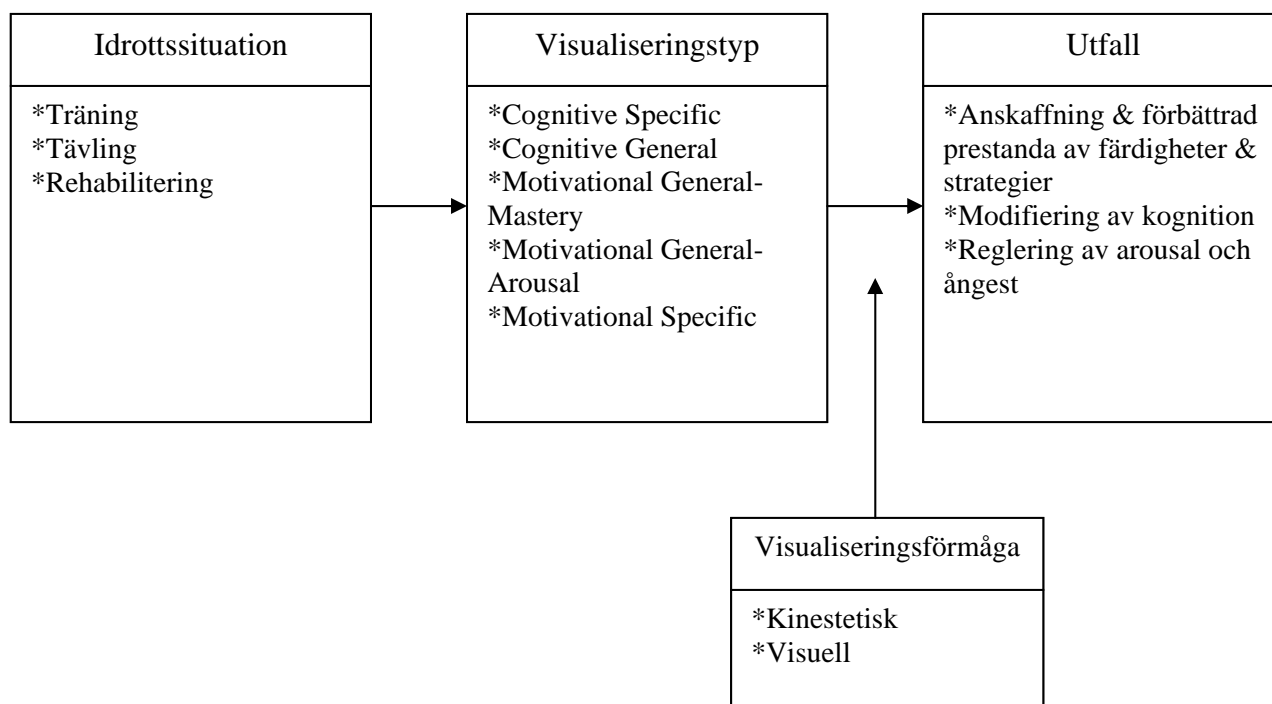 Idrottssituation
*Träning
*Tävling
*Rehabilitering
Visualiseringstyp
*Cognitive Specific
*Cognitive General
*Motivational General-
Mastery
*Motivational General-
Arousal
*Motivational Specific
Utfall
*Anskaffning & förbättrad
prestanda av färdigheter &
strategier
*Modifiering av kognition
*Reglering av arousal och
ångest
Visualiseringsförmåga
*Kinestetisk
*Visuell